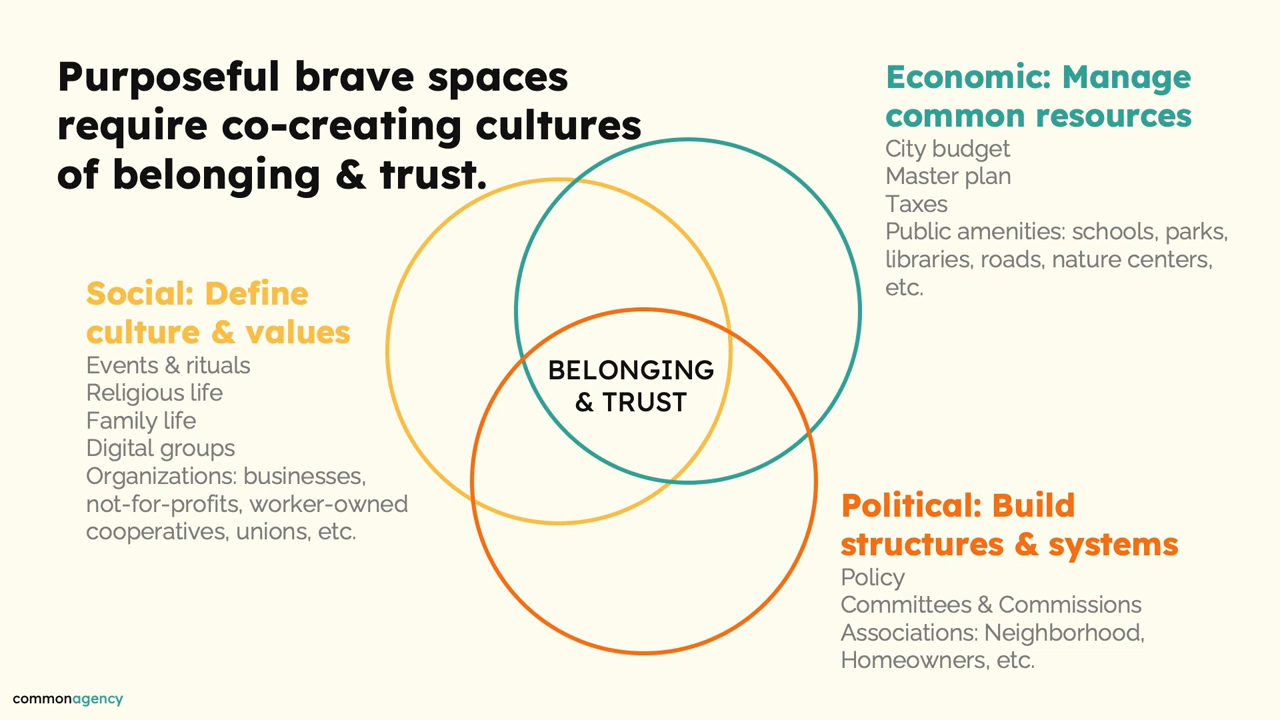 Purposeful brave spaces
require co-creating cultures
of belonging & trust.
Economic: Manage
common resources
City budget
Master plan
Taxes
Public amenities: schools, parks,
libraries, roads, nature centers,
etc.
Social: Define
culture & values
Events & rituals
Religious life
Family life
Digital groups
Organizations: businesses,
not-for-profits, worker-owned
cooperatives, unions, etc.
BELONGING
& TRUST
Political: Build
structures & systems
Policy
Committees & Commissions
Associations: Neighborhood,
Homeowners, etc.
commonagency